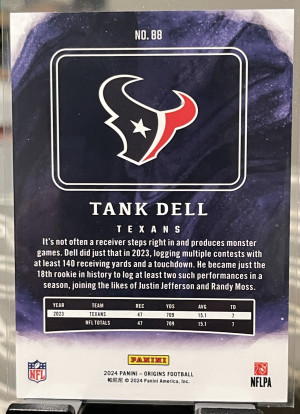 NO. 88
TANK DELL
TEXANS
It's not often a receiver steps right in and produces monster
games. Dell did just that in 2023, logging multiple contests with
at least 140 receiving yards and a touchdown. He became just the
18th rookie in history to log at least two such performances in a
season, joining the likes of Justin Jefferson and Randy Moss.
YEAR TEAM REC YDS AVG TD
2023 TEXANS 47 709 15.1 7
NFL TOTALS 47 709 15.1 7
PANINI
2024 PANINI – ORIGINS FOOTBALL
帕尼尼 © 2024 Panini America, Inc.
NFL
NFLPA